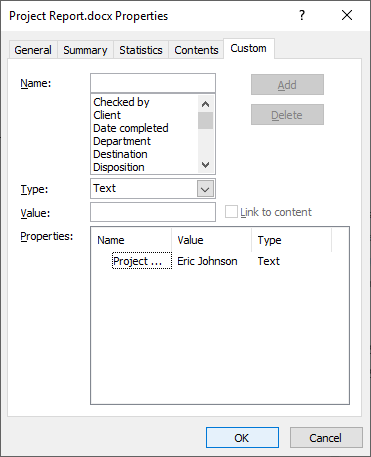 Project Report.docx Properties
?
General Summary Statistics Contents Custom
Name:
Add
Checked by
Client
Date completed
Department
Destination
Disposition
Delete
Type: Text
Value: Link to content
Properties: Name Value Type
Project ... Eric Johnson Text
OK Cancel